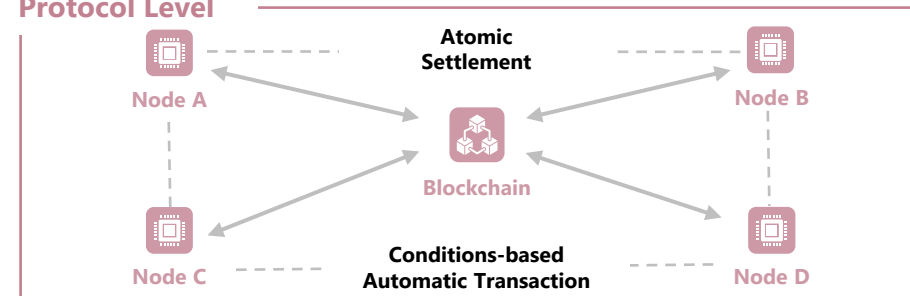 Protocol Level
Atomic
Settlement
Node A
Node B
Blockchain
Conditions-based
Automatic Transaction
Node C
Node D